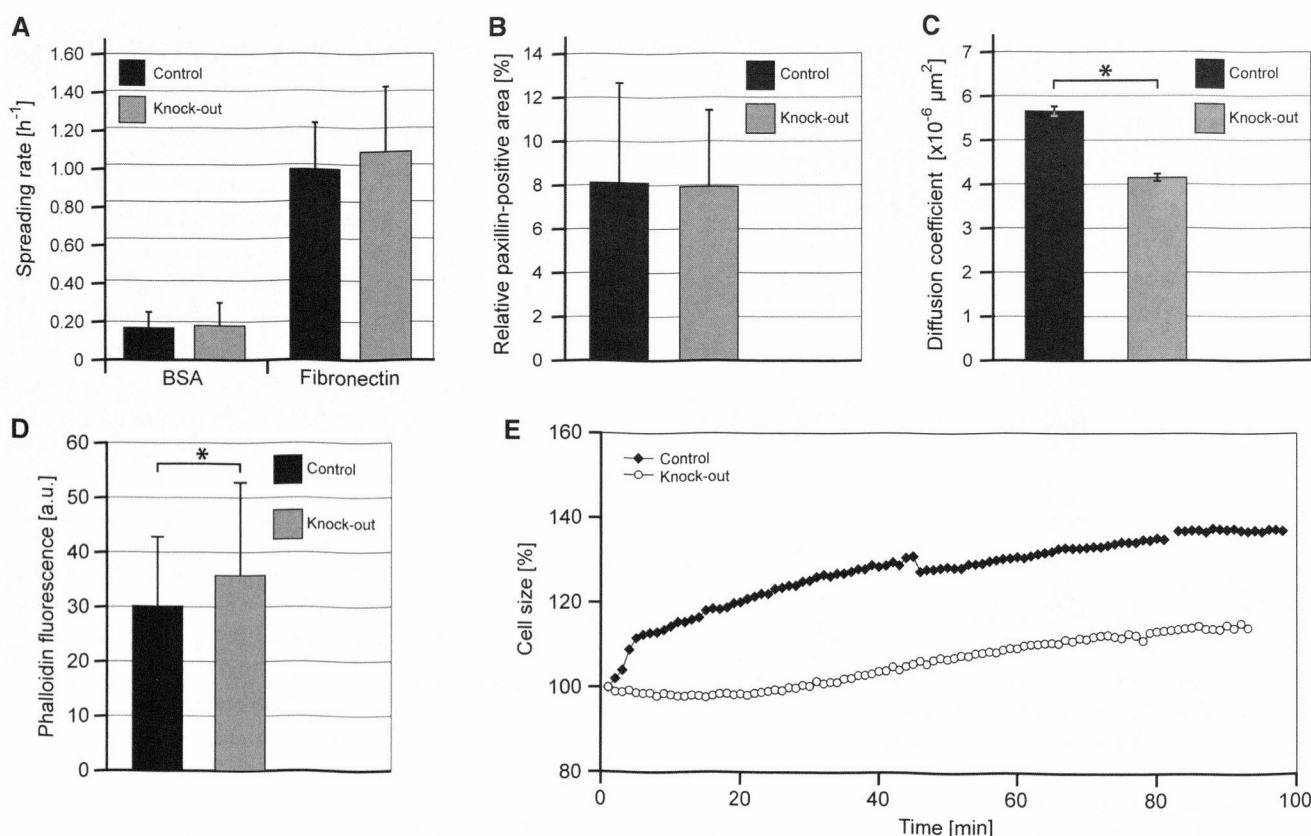 A
Spreading rate [h⁻¹]
1.60
1.40
1.20
1.00
0.80
0.60
0.40
0.20
0
Control
Knock-out
BSA
Fibronectin
B
Relative paxillin-positive area [%]
14
12
10
8
6
4
2
0
Control
Knock-out
C
Diffusion coefficient [x10⁻⁶ µm²]
7
6
5
4
3
2
1
0
*
Control
Knock-out
D
Phalloidin fluorescence [a.u.]
60
50
40
30
20
10
0
*
Control
Knock-out
E
Cell size [%]
160
140
120
100
80
Control
Knock-out
0
20
40
60
80
100
Time [min]